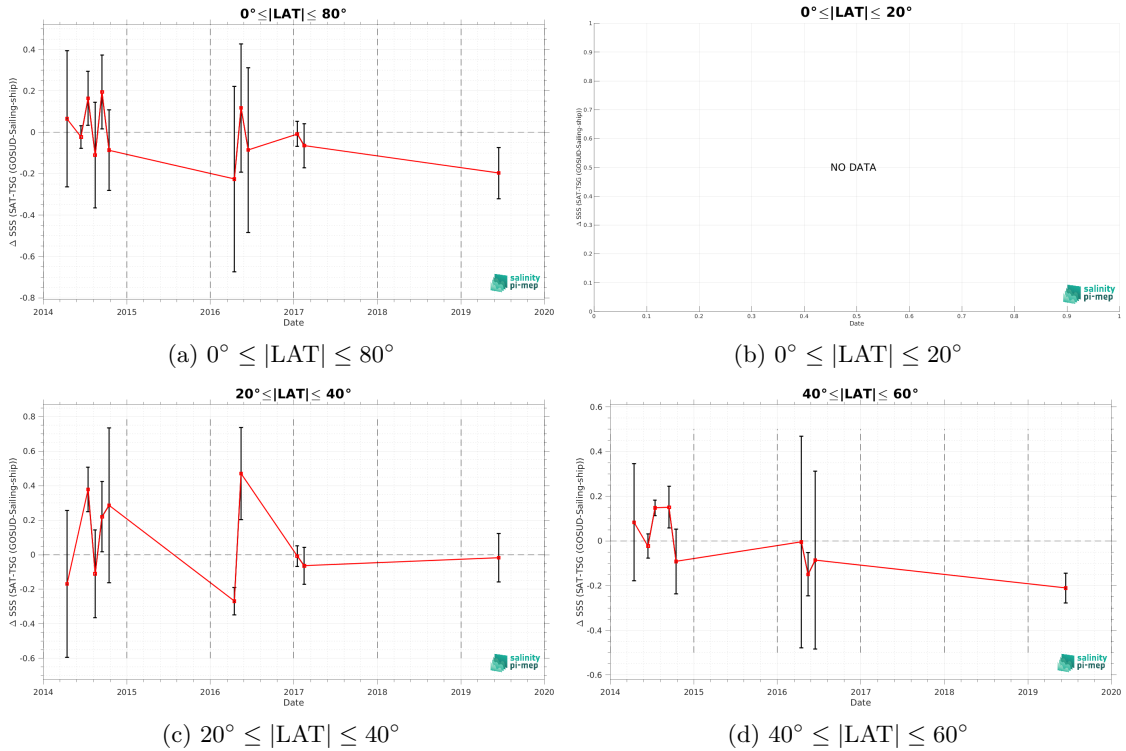 0°≤|LAT|≤ 80°
Δ SSS (SAT-TSG (GOSUD-Sailing-ship))
0.4
0.2
0
-0.2
-0.4
-0.6
-0.8
2014 2015 2016 2017 2018 2019 2020
Date
salinity
pi-mep
(a) 0° ≤ |LAT| ≤ 80°
0°≤|LAT|≤ 20°
Δ SSS (SAT-TSG (GOSUD-Sailing-ship))
1
0.9
0.8
0.7
0.6
0.5
0.4
0.3
0.2
0.1
0
NO DATA
0 0.1 0.2 0.3 0.4 0.5 0.6 0.7 0.8 0.9 1
Date
salinity
pi-mep
(b) 0° ≤ |LAT| ≤ 20°
20°≤|LAT|≤ 40°
Δ SSS (SAT-TSG (GOSUD-Sailing-ship))
0.8
0.6
0.4
0.2
0
-0.2
-0.4
-0.6
2014 2015 2016 2017 2018 2019 2020
Date
salinity
pi-mep
(c) 20° ≤ |LAT| ≤ 40°
40°≤|LAT|≤ 60°
Δ SSS (SAT-TSG (GOSUD-Sailing-ship))
0.6
0.4
0.2
0
-0.2
-0.4
-0.6
2014 2015 2016 2017 2018 2019 2020
Date
salinity
pi-mep
(d) 40° ≤ |LAT| ≤ 60°